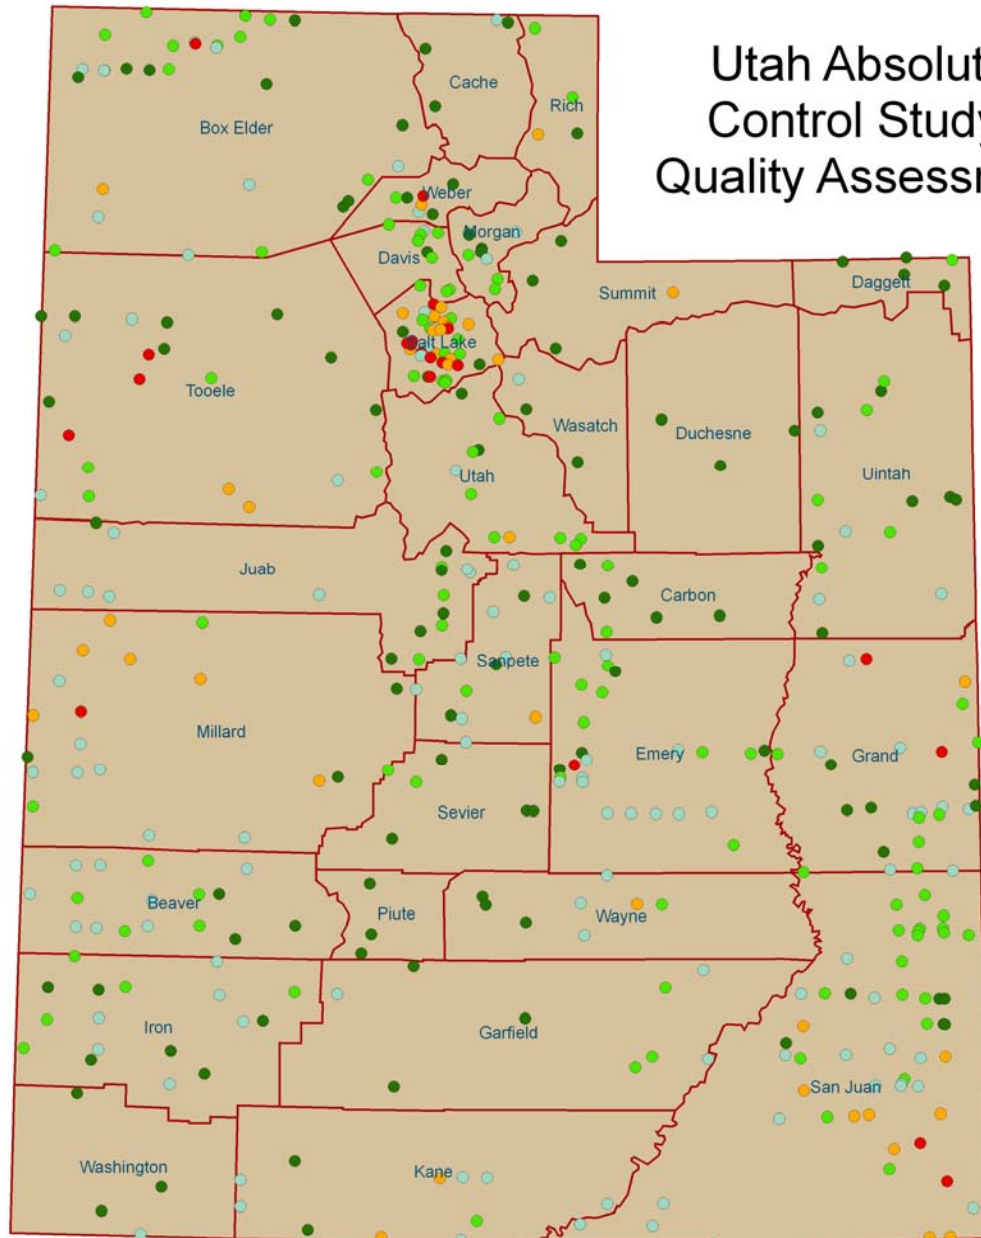 Utah Absolut
Control Study
Quality Assessm
Cache
Rich
Box Elder
Weber
Morgan
Davis
Summit
Daggett
Salt Lake
Tooele
Wasatch
Duchesne
Uintah
Utah
Juab
Carbon
Sanpete
Millard
Emery
Grand
Sevier
Beaver
Piute
Wayne
Iron
Garfield
San Juan
Washington
Kane